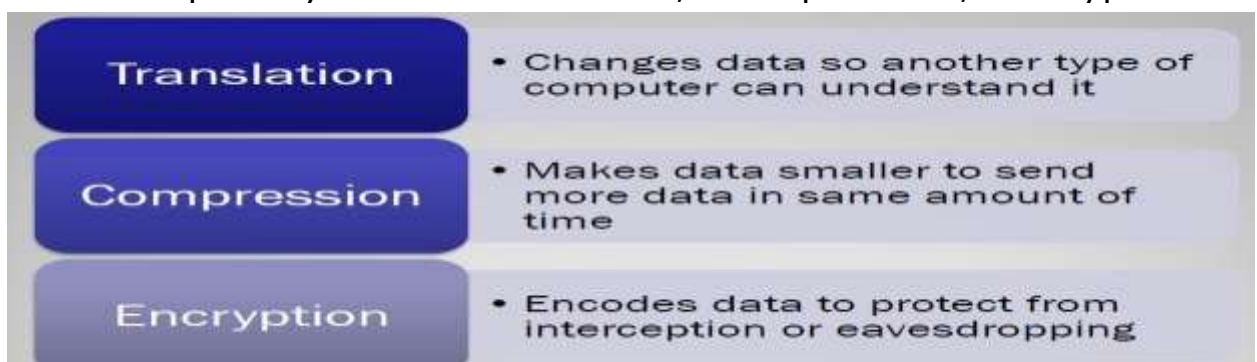 Translation
• Changes data so another type of
computer can understand it
Compression
• Makes data smaller to send
more data in same amount of
time
Encryption
• Encodes data to protect from
interception or eavesdropping